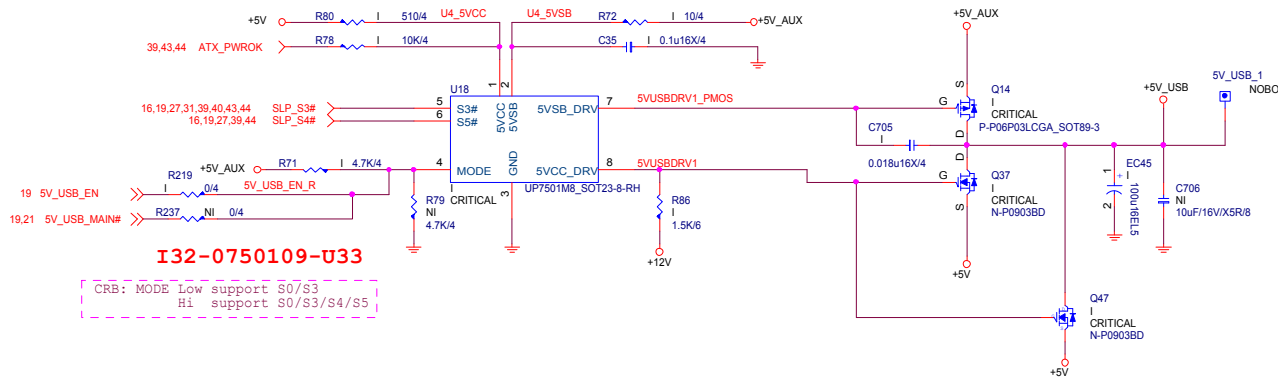 +5V
R80
I
510/4
U4_5VCC
U4_5VSB
R72
I
10/4
+5V_AUX
39,43,44 ATX_PWROK
R78
I
10K/4
C35
I
0.1u16X/4
+5V_AUX
U18
1
2
5VCC
5VSB
16,19,27,31,39,40,43,44 SLP_S3#
5
S3#
16,19,27,39,44 SLP_S4#
6
S5#
5VSB_DRV
7
5VUSBDRV1_PMOS
S
G
D
Q14
I
CRITICAL
P-P06P03LCGA_SOT89-3
+5V_USB
5V_USB_1
NOBO
C705
I
0.018u16X/4
+5V_AUX
R71
I
4.7K/4
4
MODE
GND
5VCC_DRV
8
5VUSBDRV1
D
G
S
Q37
I
CRITICAL
N-P0903BD
EC45
I
1
+
2
100u16EL5
C706
NI
10uF/16V/X5R/8
19 5V_USB_EN
R219
I
0/4
5V_USB_EN_R
I
CRITICAL
3
UP7501M8_SOT23-8-RH
19,21 5V_USB_MAIN#
R237
NI
0/4
R79
NI
4.7K/4
R86
I
1.5K/6
+12V
+5V
I32-0750109-U33
CRB: MODE Low support S0/S3
Hi support S0/S3/S4/S5
Q47
I
CRITICAL
N-P0903BD
+5V